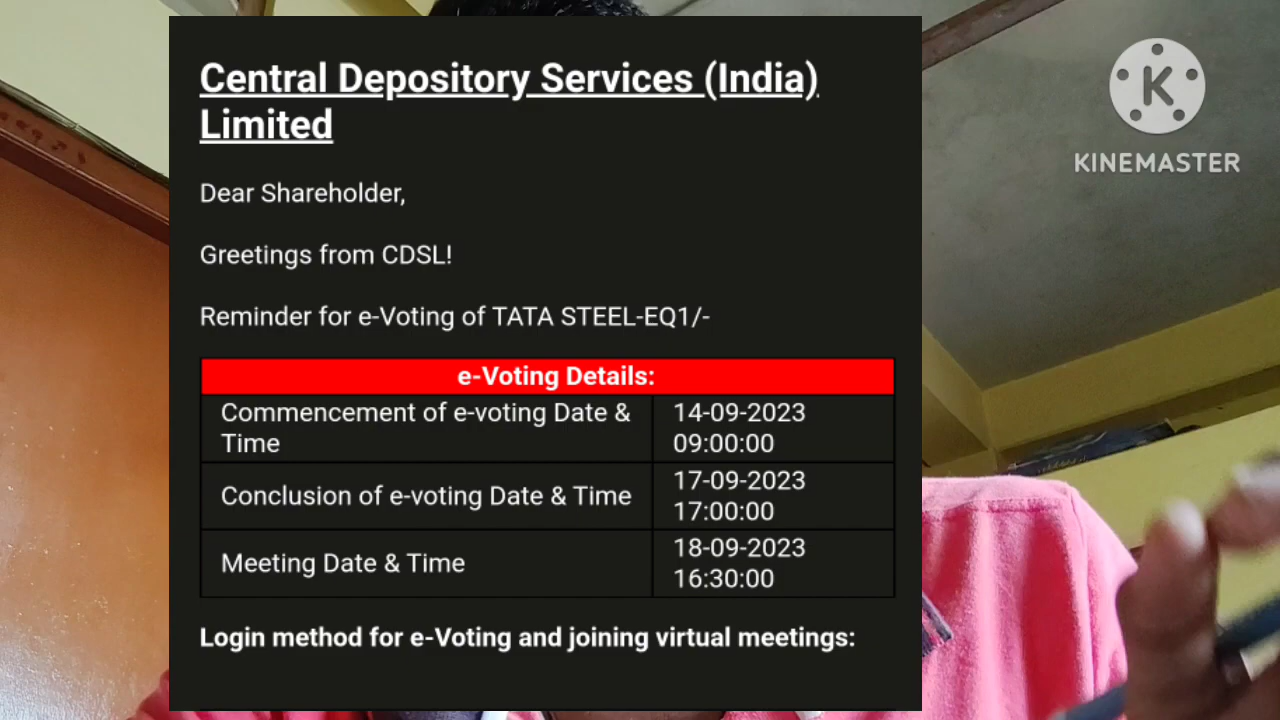 Central Depository Services (India)
Limited
Dear Shareholder,
Greetings from CDSL!
Reminder for e-Voting of TATA STEEL-EQ1/-
e-Voting Details:
Commencement of e-voting Date &
Time
14-09-2023
09:00:00
Conclusion of e-voting Date & Time
17-09-2023
17:00:00
Meeting Date & Time
18-09-2023
16:30:00
Login method for e-Voting and joining virtual meetings:
K
KINEMASTER